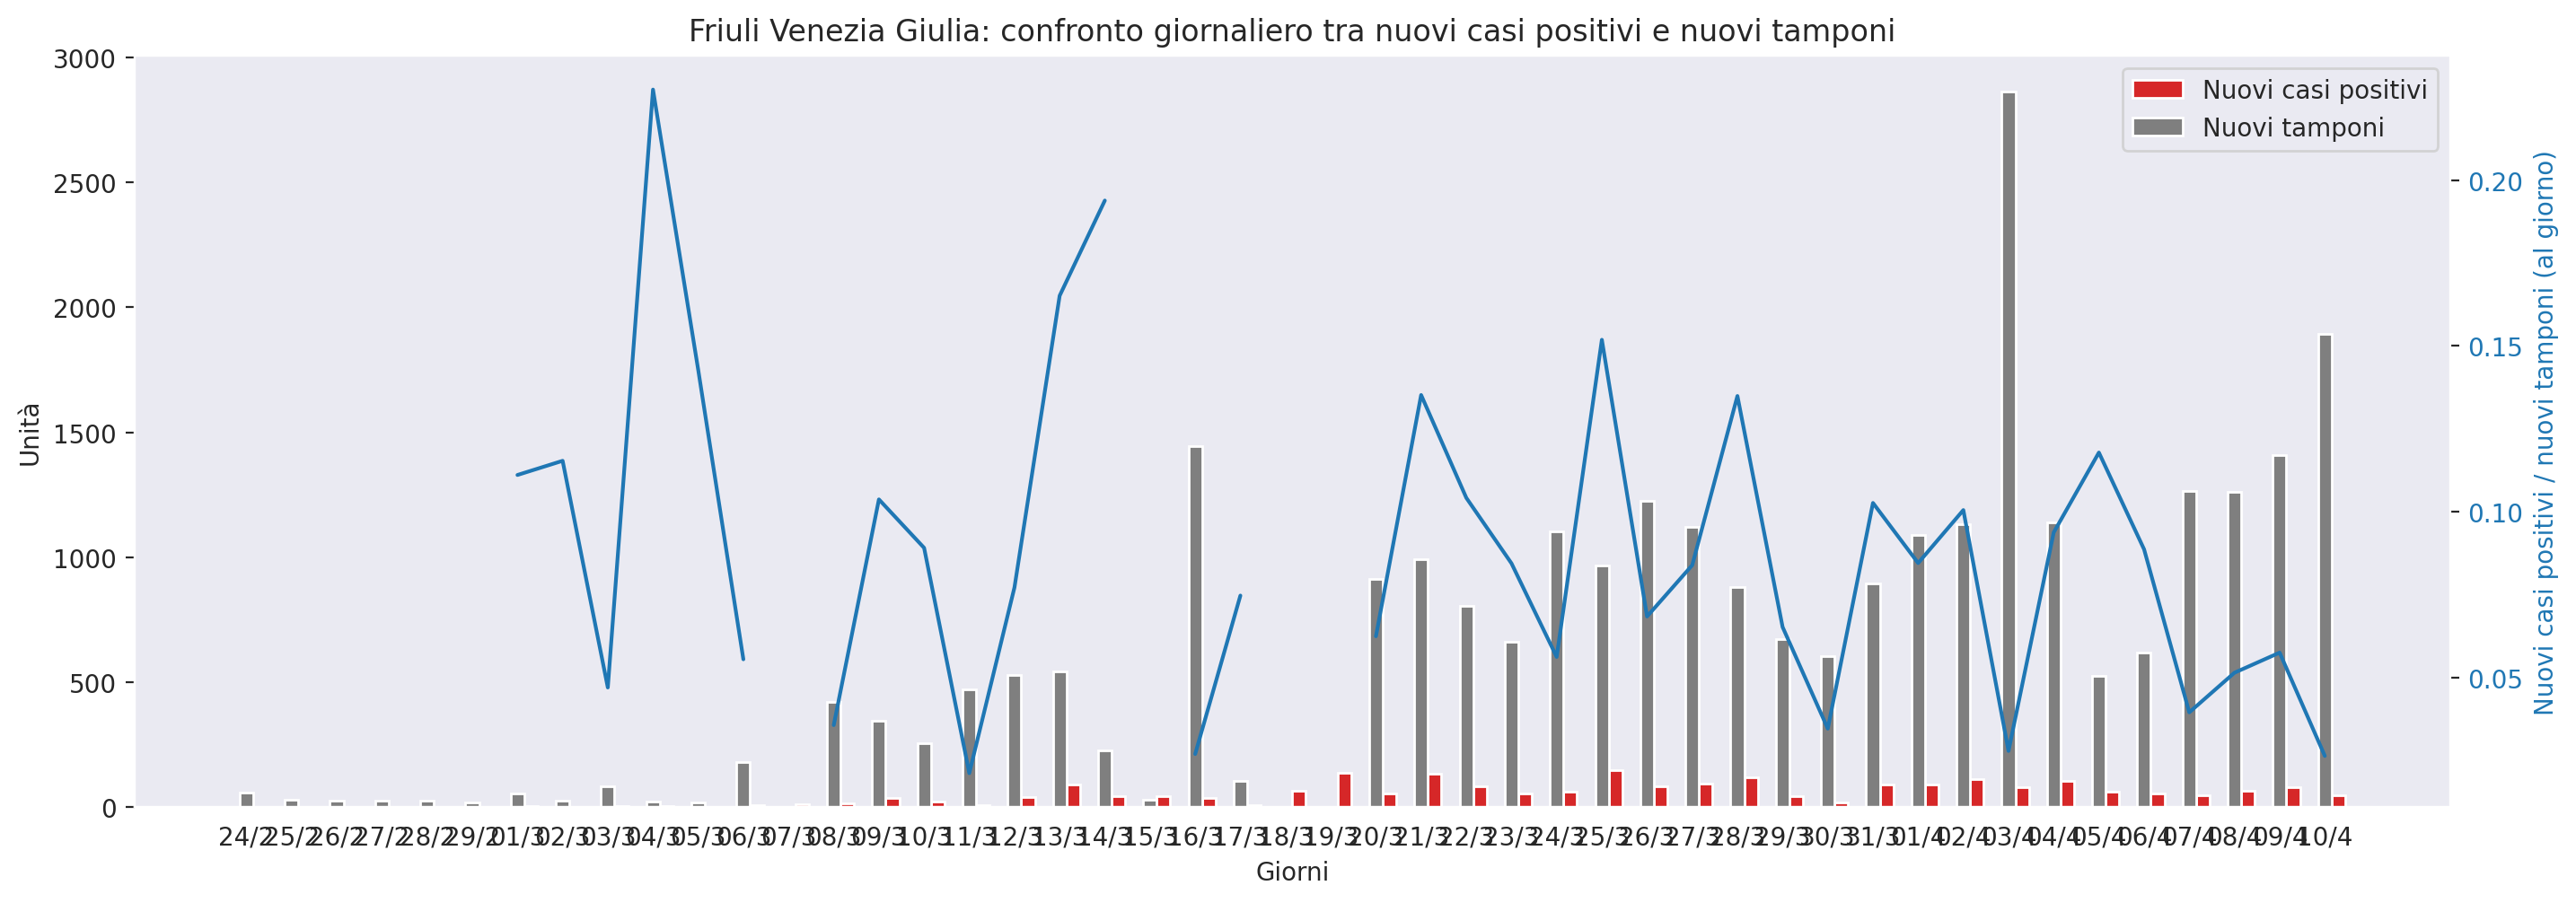 Friuli Venezia Giulia: confronto giornaliero tra nuovi casi positivi e nuovi tamponi
3000
2500
2000
1500
1000
500
0
Unità
Nuovi casi positivi
Nuovi tamponi
0.20
0.15
0.10
0.05
Nuovi casi positivi / nuovi tamponi (al giorno)
24/2 25/2 26/2 27/2 28/2 29/2 01/3 02/3 03/3 04/3 05/3 06/3 07/3 08/3 09/3 10/3 11/3 12/3 13/3 14/3 15/3 16/3 17/3 18/3 19/3 20/3 21/3 22/3 23/3 24/3 25/3 26/3 27/3 28/3 29/3 30/3 31/3 01/4 02/4 03/4 04/4 05/4 06/4 07/4 08/4 09/4 10/4
Giorni